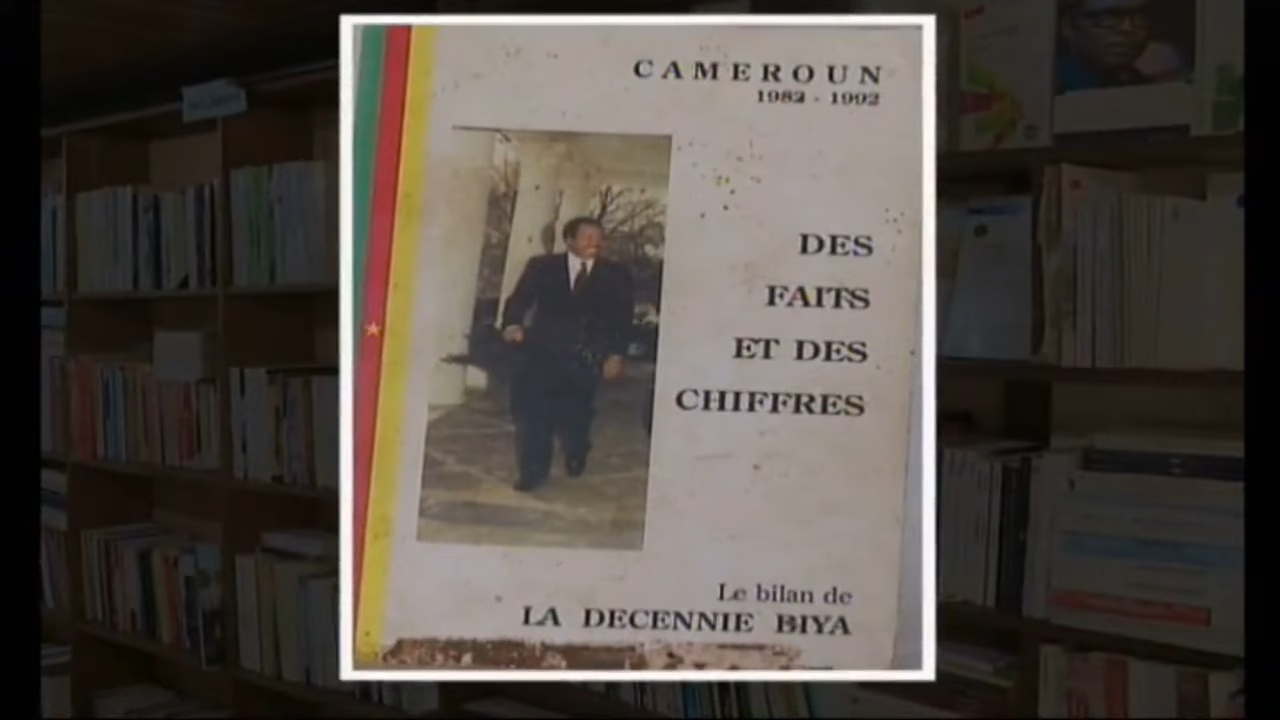 CAMEROUN
1982 - 1992
DES
FAITS
ET DES
CHIFFRES
Le bilan de
LA DECENNIE BIYA